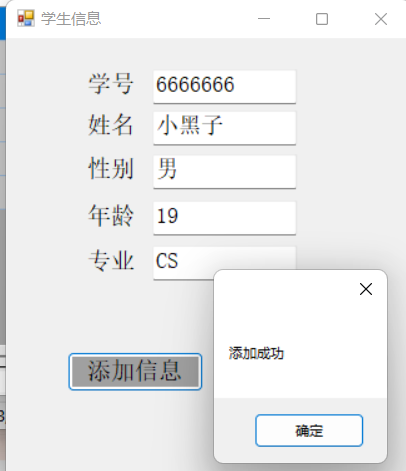 学生信息
学号 6666666
姓名 小黑子
性别 男
年龄 19
专业 CS
添加成功
添加信息
确定